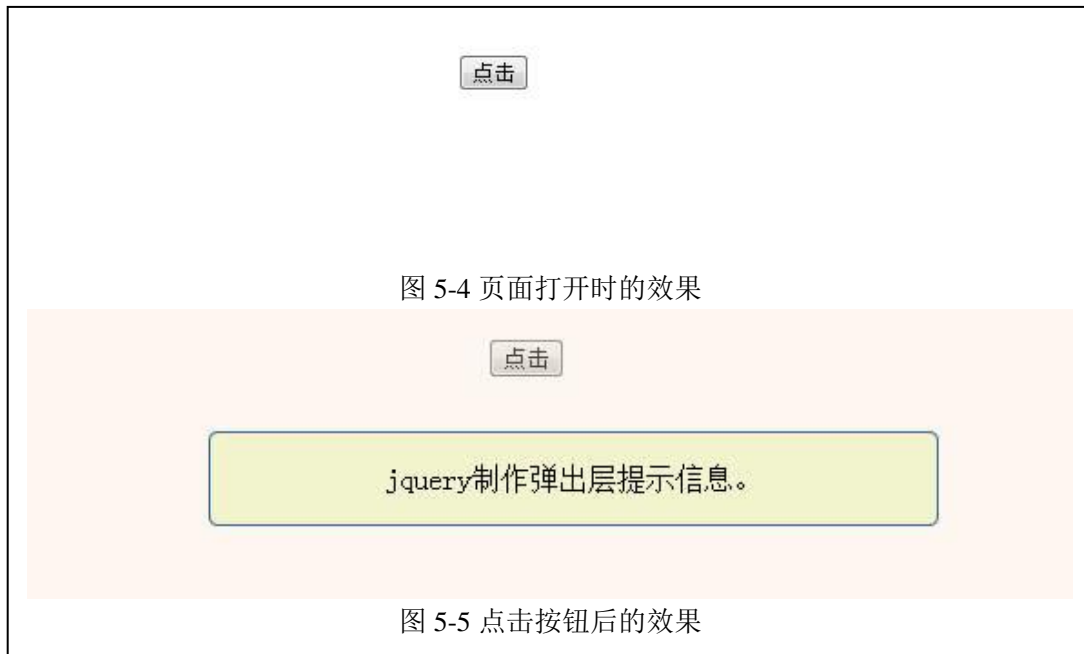 点击
图 5-4 页面打开时的效果
点击
jquery制作弹出层提示信息。
图 5-5 点击按钮后的效果